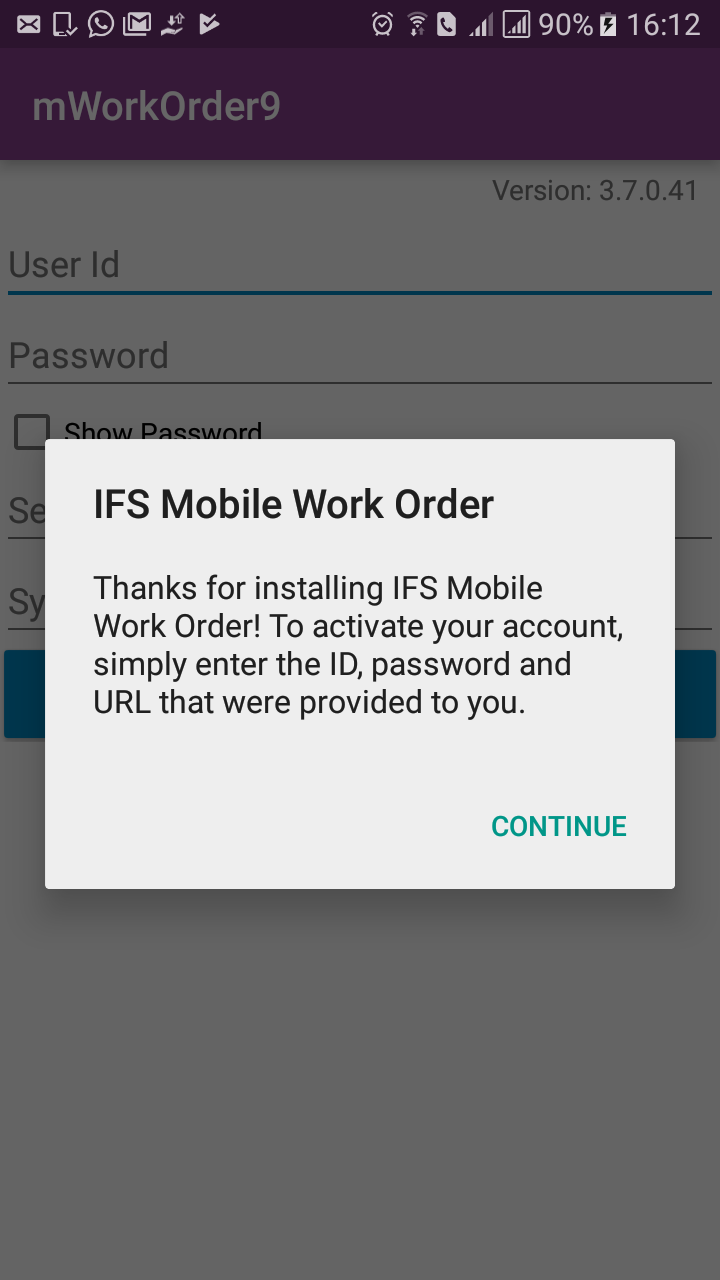 90% 16:12
mWorkOrder9
Version: 3.7.0.41
User Id
Password
Show Password
Se
Sy
IFS Mobile Work Order
Thanks for installing IFS Mobile
Work Order! To activate your account,
simply enter the ID, password and
URL that were provided to you.
CONTINUE